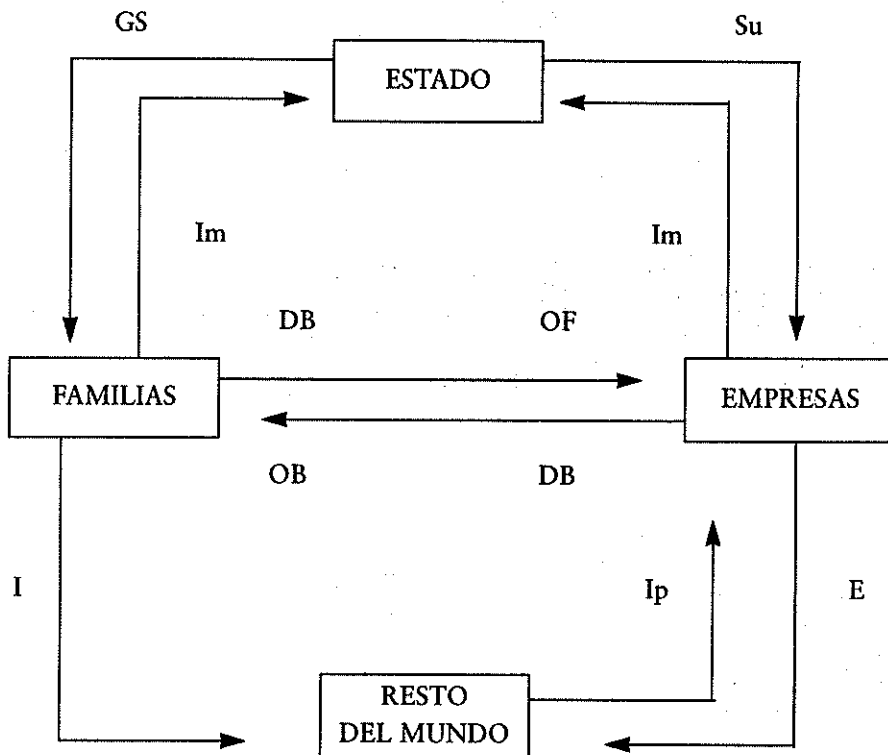 GS
Su
ESTADO
Im
Im
DB
OF
FAMILIAS
EMPRESAS
OB
DB
I
Ip
E
RESTO
DEL MUNDO